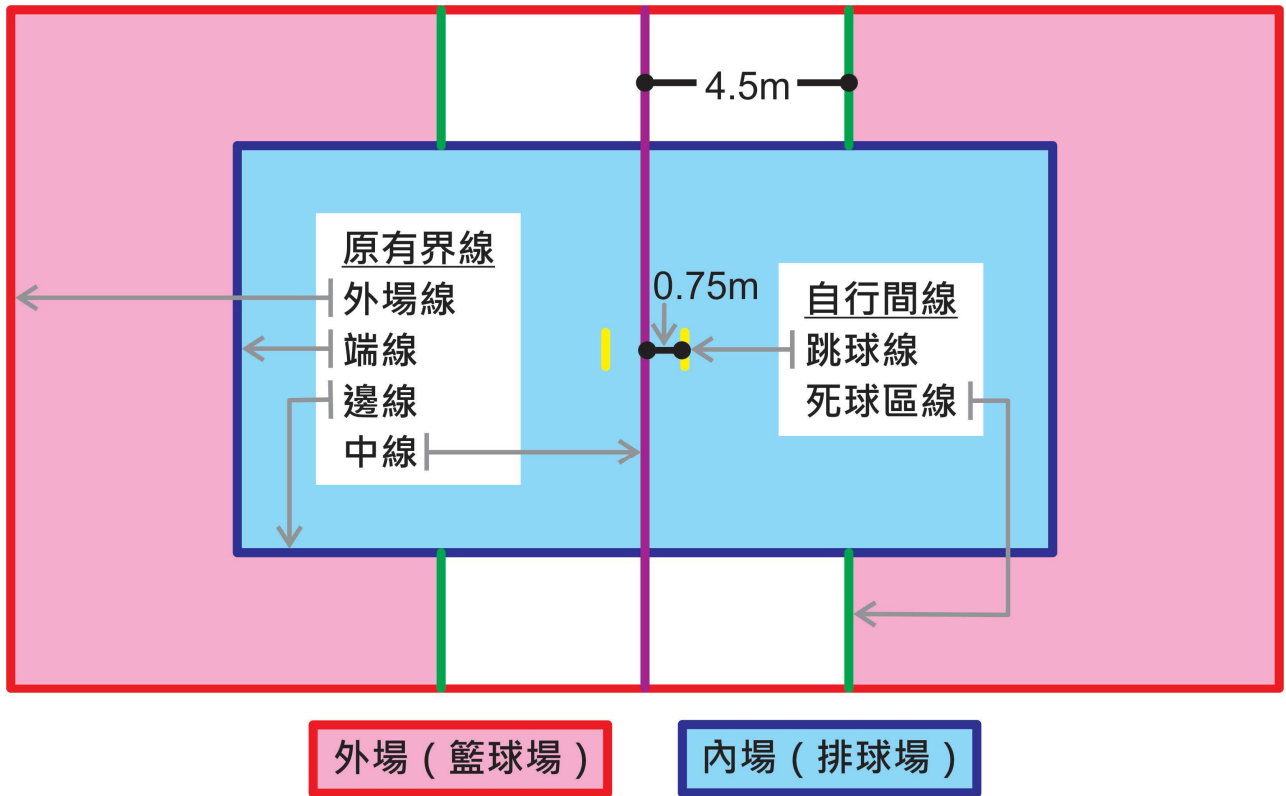 4.5m
原有界線
外場線
端線
邊線
中線
0.75m
自行間線
跳球線
死球區線
外場（籃球場）
內場（排球場）